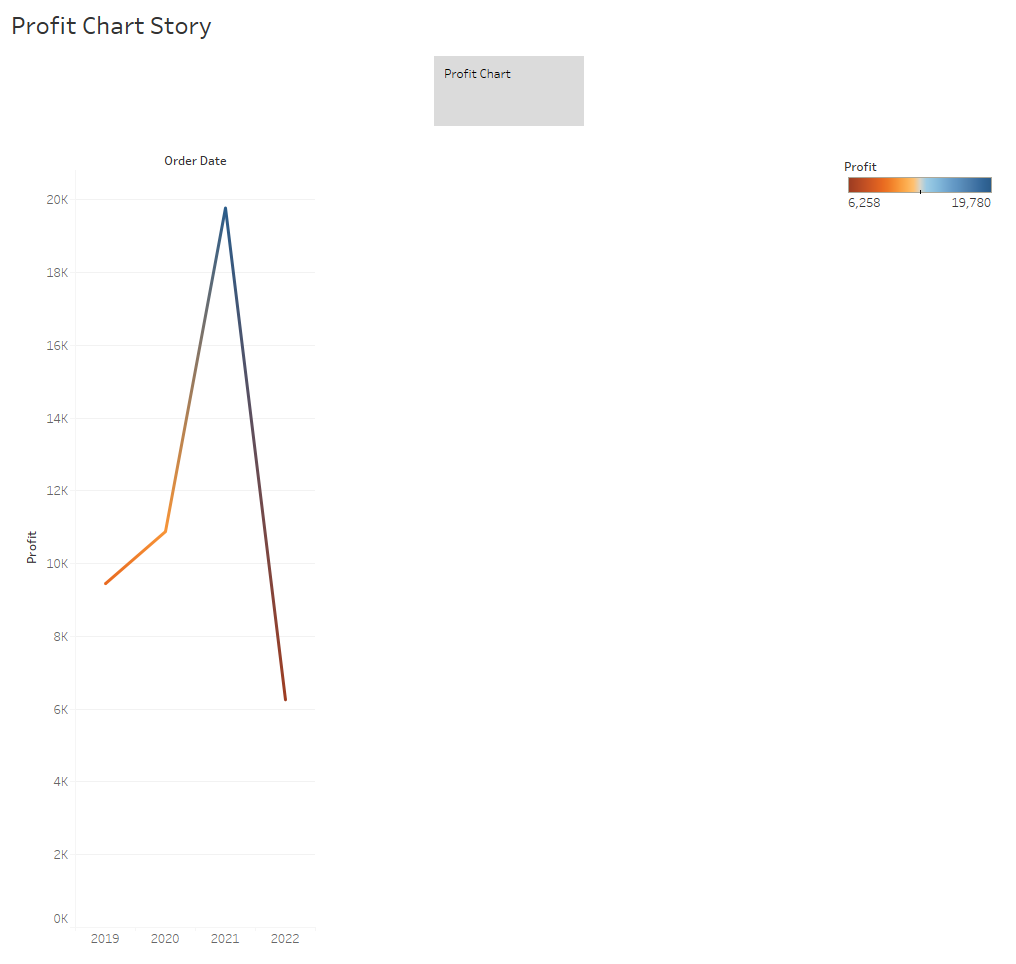 Profit Chart Story
Profit Chart
Order Date
Profit
6,258 19,780
20K
18K
16K
14K
12K
10K
8K
6K
4K
2K
0K
Profit
2019 2020 2021 2022